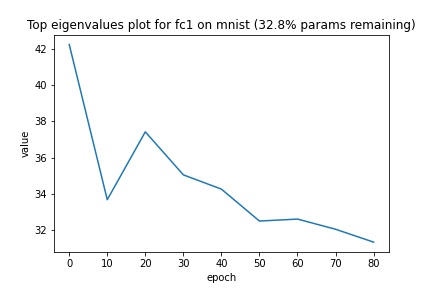 Top eigenvalues plot for fc1 on mnist (32.8% params remaining)
42
40
38
36
34
32
value
0 10 20 30 40 50 60 70 80
epoch